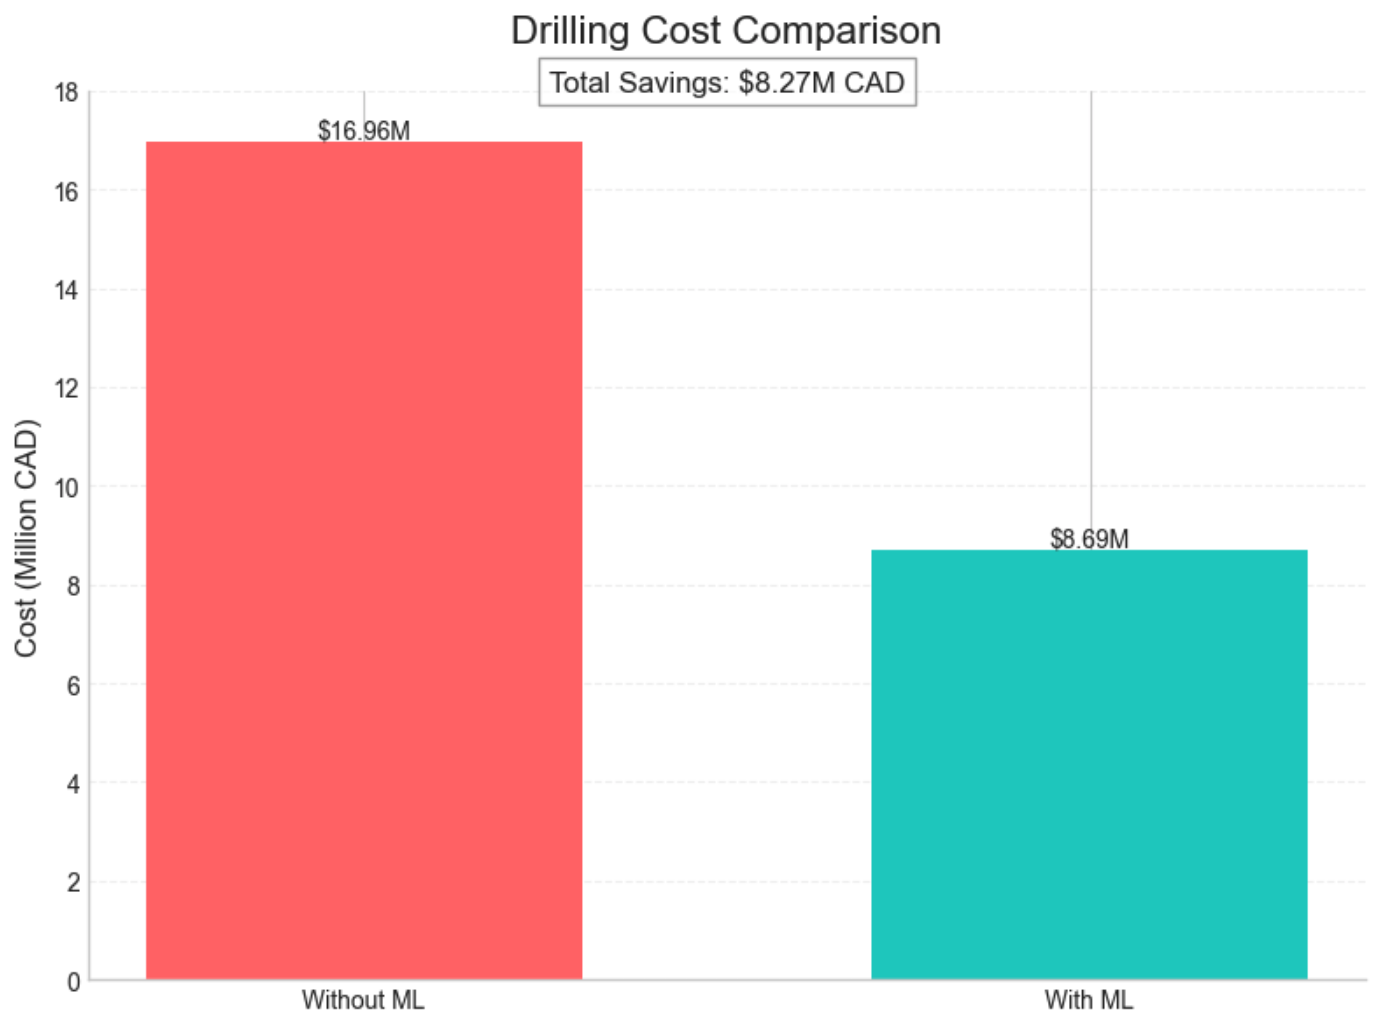 Drilling Cost Comparison
Total Savings: $8.27M CAD
18
$16.96M
16
14
12
10
$8.69M
8
6
4
2
0
Cost (Million CAD)
Without ML
With ML